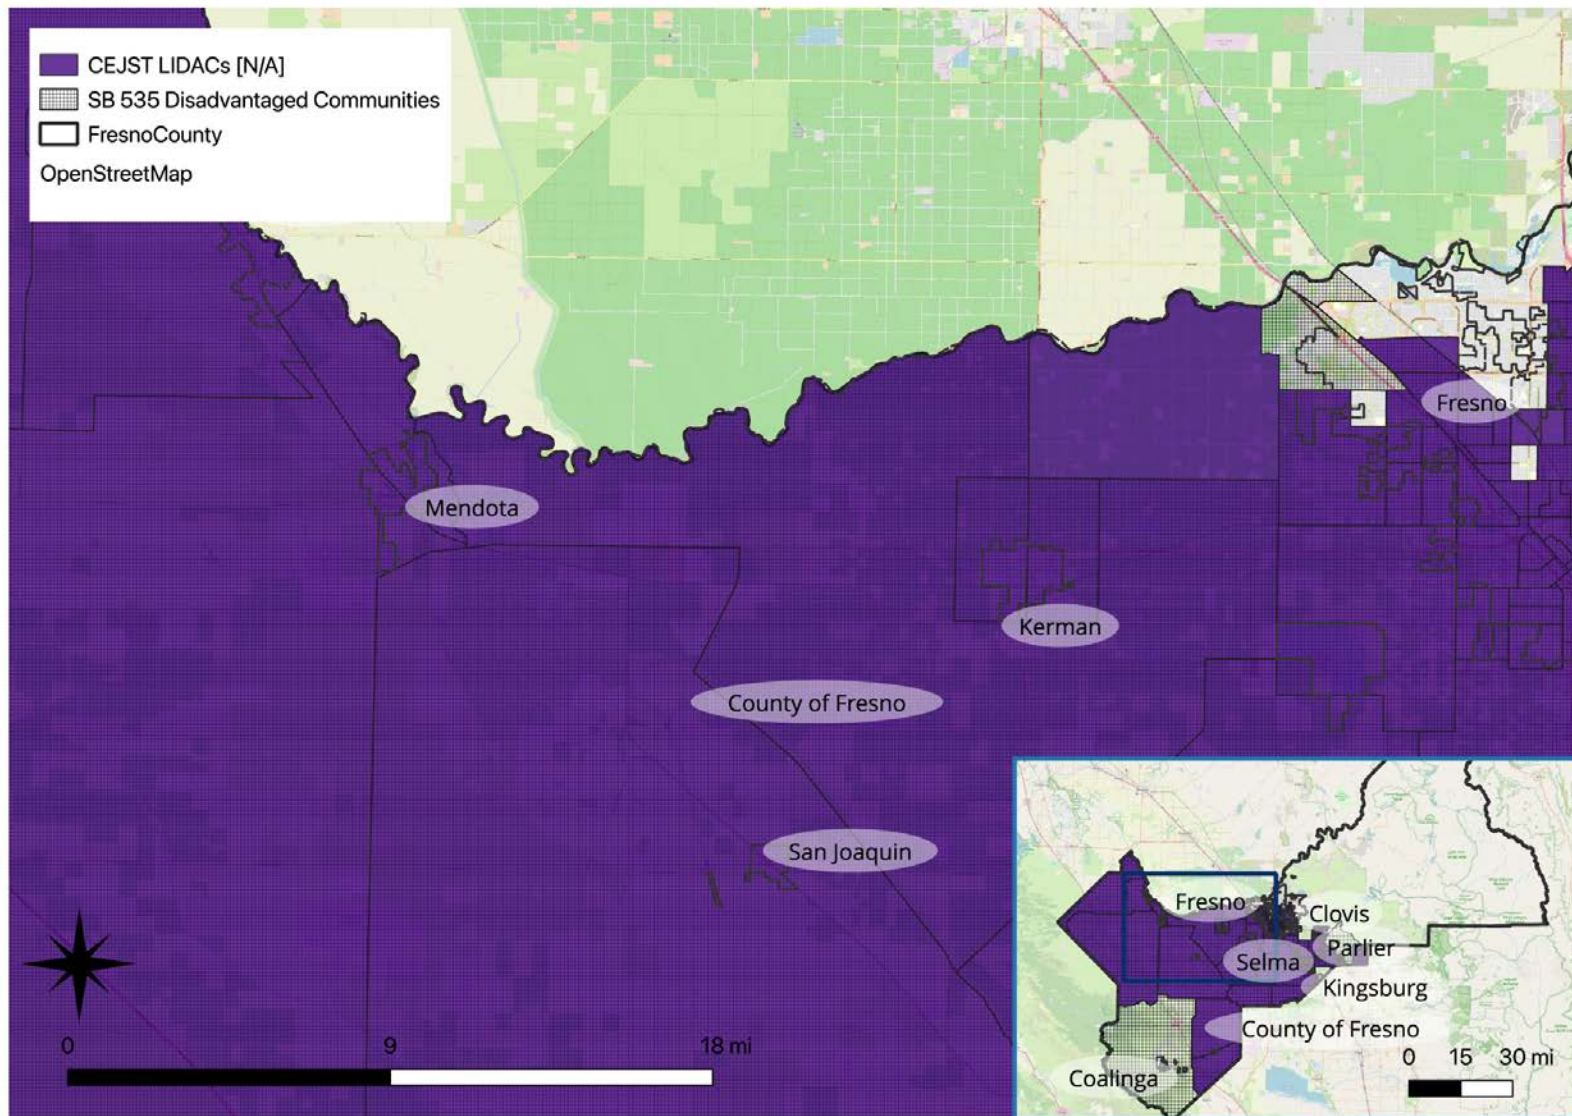 CEJST LIDACs [N/A]
SB 535 Disadvantaged Communities
FresnoCounty
OpenStreetMap
Fresno
Mendota
Kerman
County of Fresno
San Joaquin
0 9 18 mi
Fresno
Clovis
Parlier
Selma
Kingsburg
County of Fresno
Coalinga
0 15 30 mi